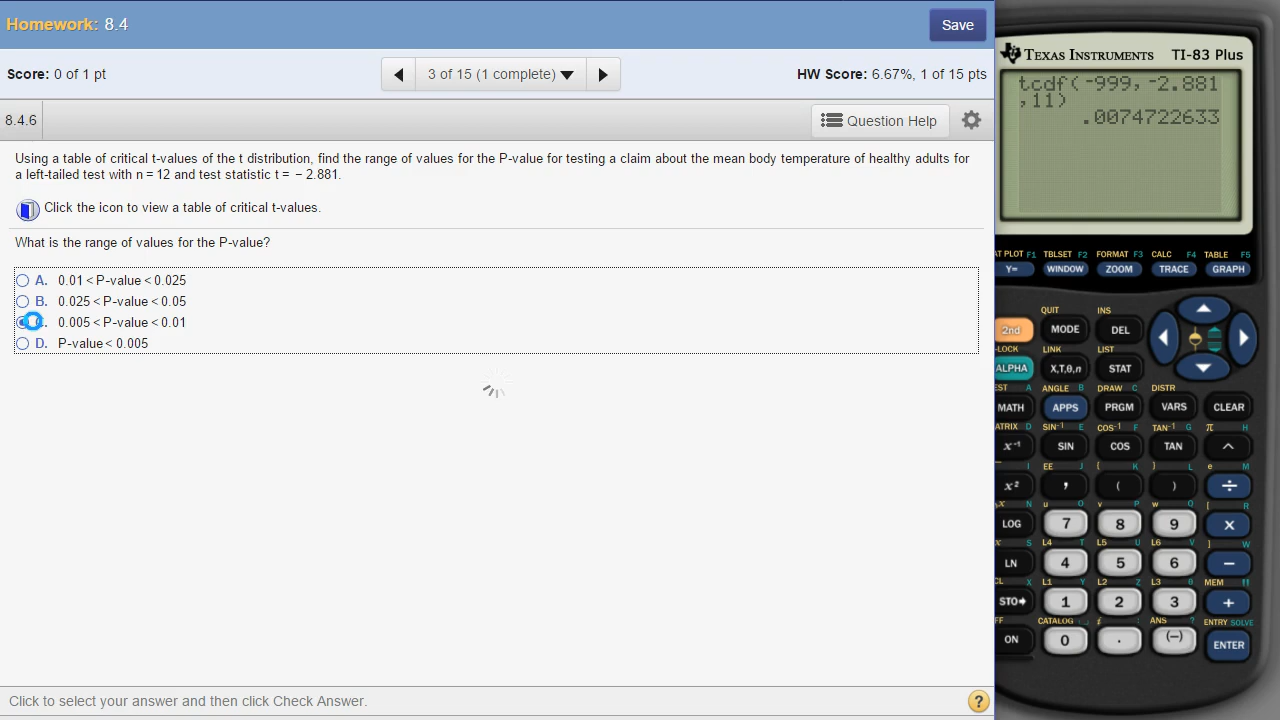 Homework: 8.4
Save
Score: 0 of 1 pt
3 of 15 (1 complete)
HW Score: 6.67%, 1 of 15 pts
8.4.6
Question Help
Using a table of critical t-values of the t distribution, find the range of values for the P-value for testing a claim about the mean body temperature of healthy adults for
a left-tailed test with n = 12 and test statistic t = − 2.881.
Click the icon to view a table of critical t-values.
What is the range of values for the P-value?
A. 0.01 < P-value < 0.025
B. 0.025 < P-value < 0.05
0.005 < P-value < 0.01
D. P-value < 0.005
Click to select your answer and then click Check Answer.
?
TEXAS INSTRUMENTS TI-83 Plus
tcdf(-999,-2.881
,11)
.0074722633
AT PLOT F1 TBLSET F2 FORMAT F3 CALC F4 TABLE F5
Y= WINDOW ZOOM TRACE GRAPH
QUIT INS
2nd MODE DEL
-LOCK LINK LIST
ALPHA X,T,θ,n STAT
EST A ANGLE B DRAW C DISTR
MATH APPS PRGM VARS CLEAR
ATRIX D SIN-1 E COS-1 F TAN-1 G π H
x-1 SIN COS TAN ^
I EE J { K } L e M
x2 , ( ) ÷
x N u O v P w Q [ R
LOG 7 8 9 ×
x S L4 T L5 U L6 V ] W
LN 4 5 6 −
CL X L1 Y L2 Z L3 θ MEM "
STO➧ 1 2 3 +
FF CATALOG i : ANS ? ENTRY SOLVE
ON 0 . (−) ENTER